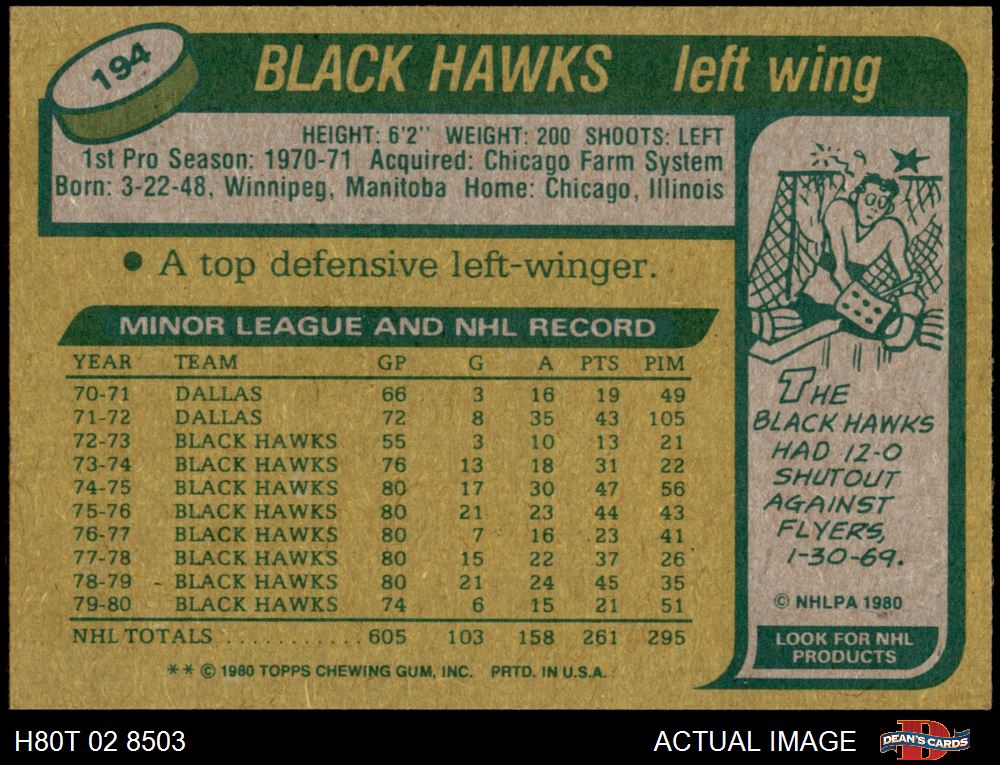 194
BLACK HAWKS left wing
HEIGHT: 6'2" WEIGHT: 200 SHOOTS: LEFT
1st Pro Season: 1970-71 Acquired: Chicago Farm System
Born: 3-22-48, Winnipeg, Manitoba Home: Chicago, Illinois
• A top defensive left-winger.
MINOR LEAGUE AND NHL RECORD
YEAR TEAM GP G A PTS PIM
70-71 DALLAS 66 3 16 19 49
71-72 DALLAS 72 8 35 43 105
72-73 BLACK HAWKS 55 3 10 13 21
73-74 BLACK HAWKS 76 13 18 31 22
74-75 BLACK HAWKS 80 17 30 47 56
75-76 BLACK HAWKS 80 21 23 44 43
76-77 BLACK HAWKS 80 7 16 23 41
77-78 BLACK HAWKS 80 15 22 37 26
78-79 BLACK HAWKS 80 21 24 45 35
79-80 BLACK HAWKS 74 6 15 21 51
NHL TOTALS . . . . . . . . . . . 605 103 158 261 295
** © 1980 TOPPS CHEWING GUM, INC. PRTD. IN U.S.A.
THE
BLACK HAWKS
HAD 12-0
SHUTOUT
AGAINST
FLYERS,
1-30-69.
© NHLPA 1980
LOOK FOR NHL
PRODUCTS
H80T 02 8503
ACTUAL IMAGE
D
DEAN'S CARDS